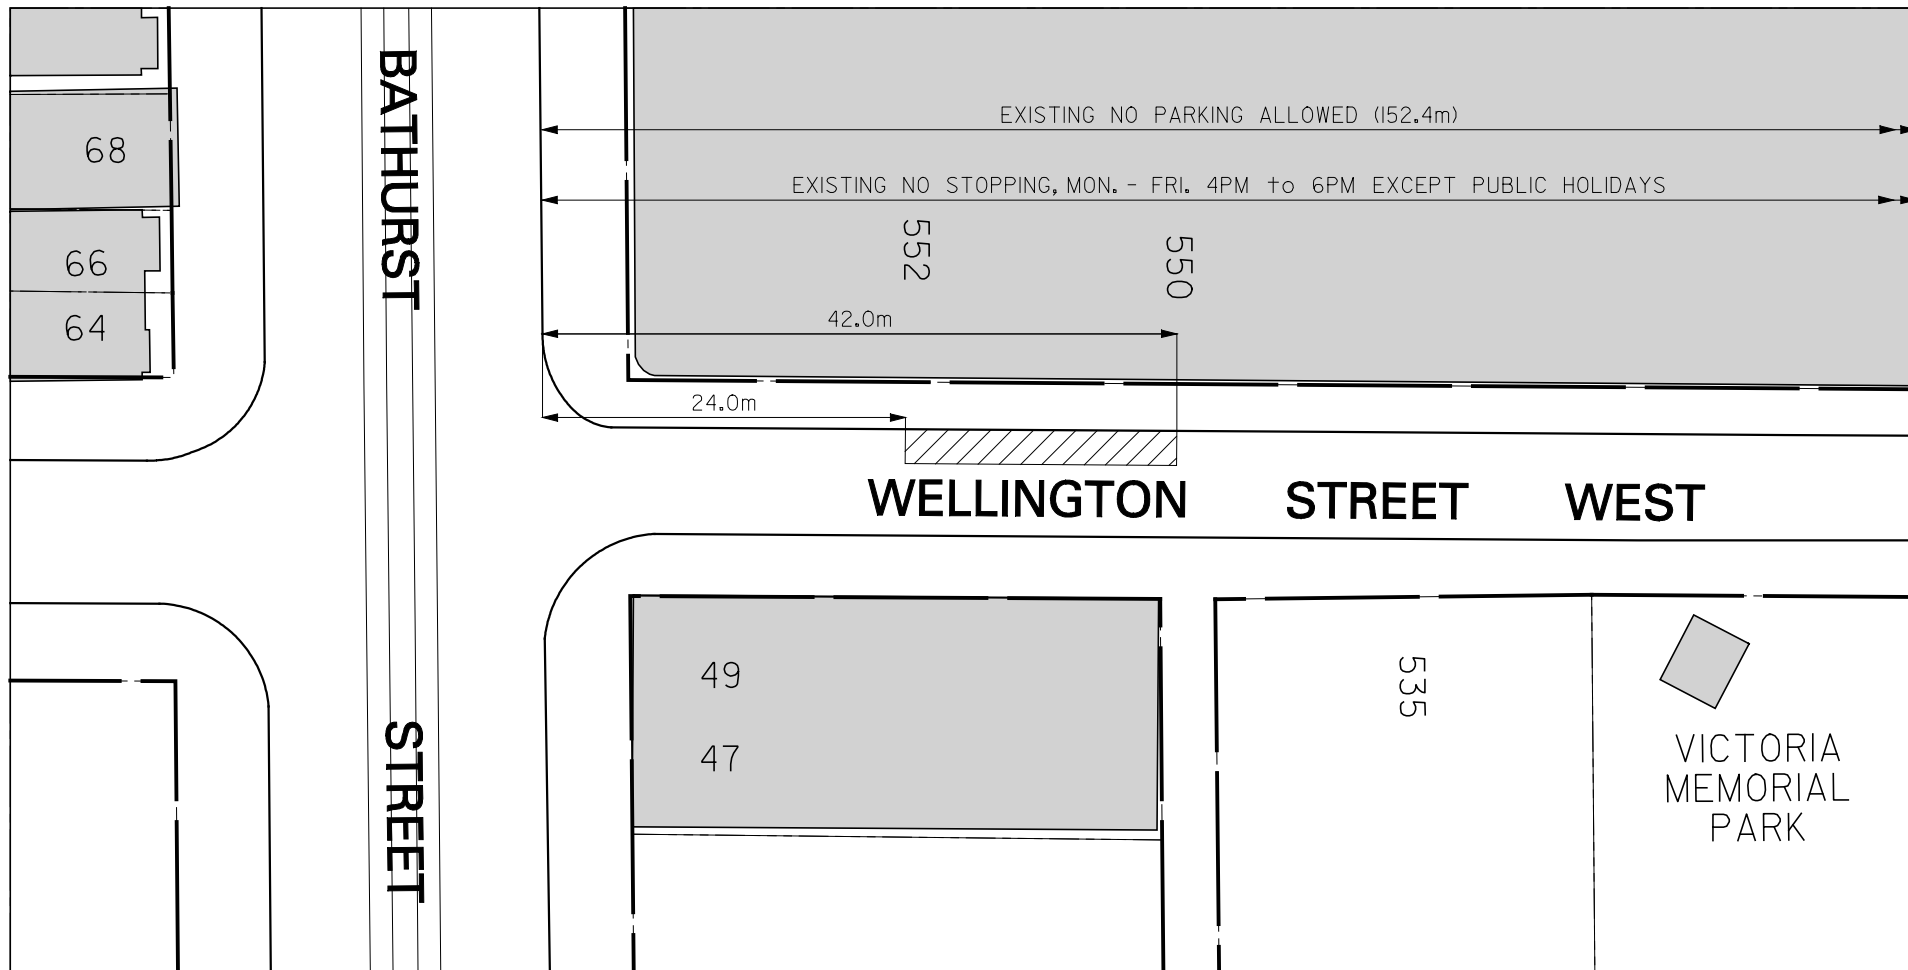 BATHURST
STREET
68
66
64
EXISTING NO PARKING ALLOWED (152.4m)
EXISTING NO STOPPING, MON. - FRI. 4PM to 6PM EXCEPT PUBLIC HOLIDAYS
552
550
42.0m
24.0m
WELLINGTON STREET WEST
49
47
535
VICTORIA
MEMORIAL
PARK